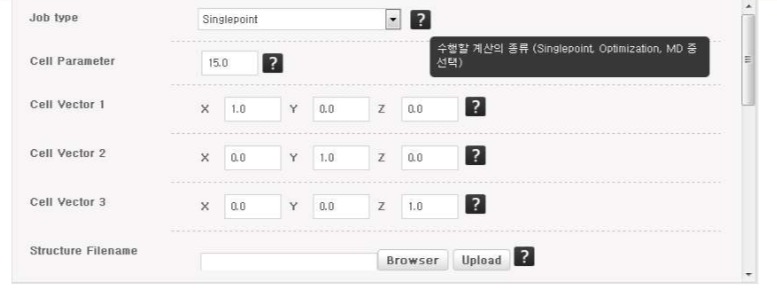 Job type Singlepoint ?
수행할 계산의 종류 (Singlepoint, Optimization, MD 중
선택)
Cell Parameter 15.0 ?
Cell Vector 1 X 1.0 Y 0.0 Z 0.0 ?
Cell Vector 2 X 0.0 Y 1.0 Z 0.0 ?
Cell Vector 3 X 0.0 Y 0.0 Z 1.0 ?
Structure Filename Browser Upload ?